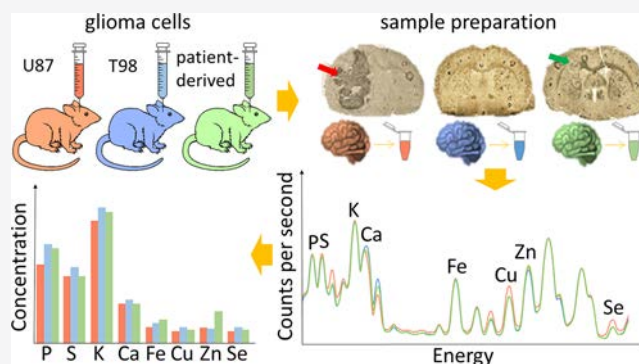 glioma cells
sample preparation
U87
T98
patient-
derived
Concentration
P S K Ca Fe Cu Zn Se
Counts per second
PS
K
Ca
Fe
Cu
Zn
Se
Energy